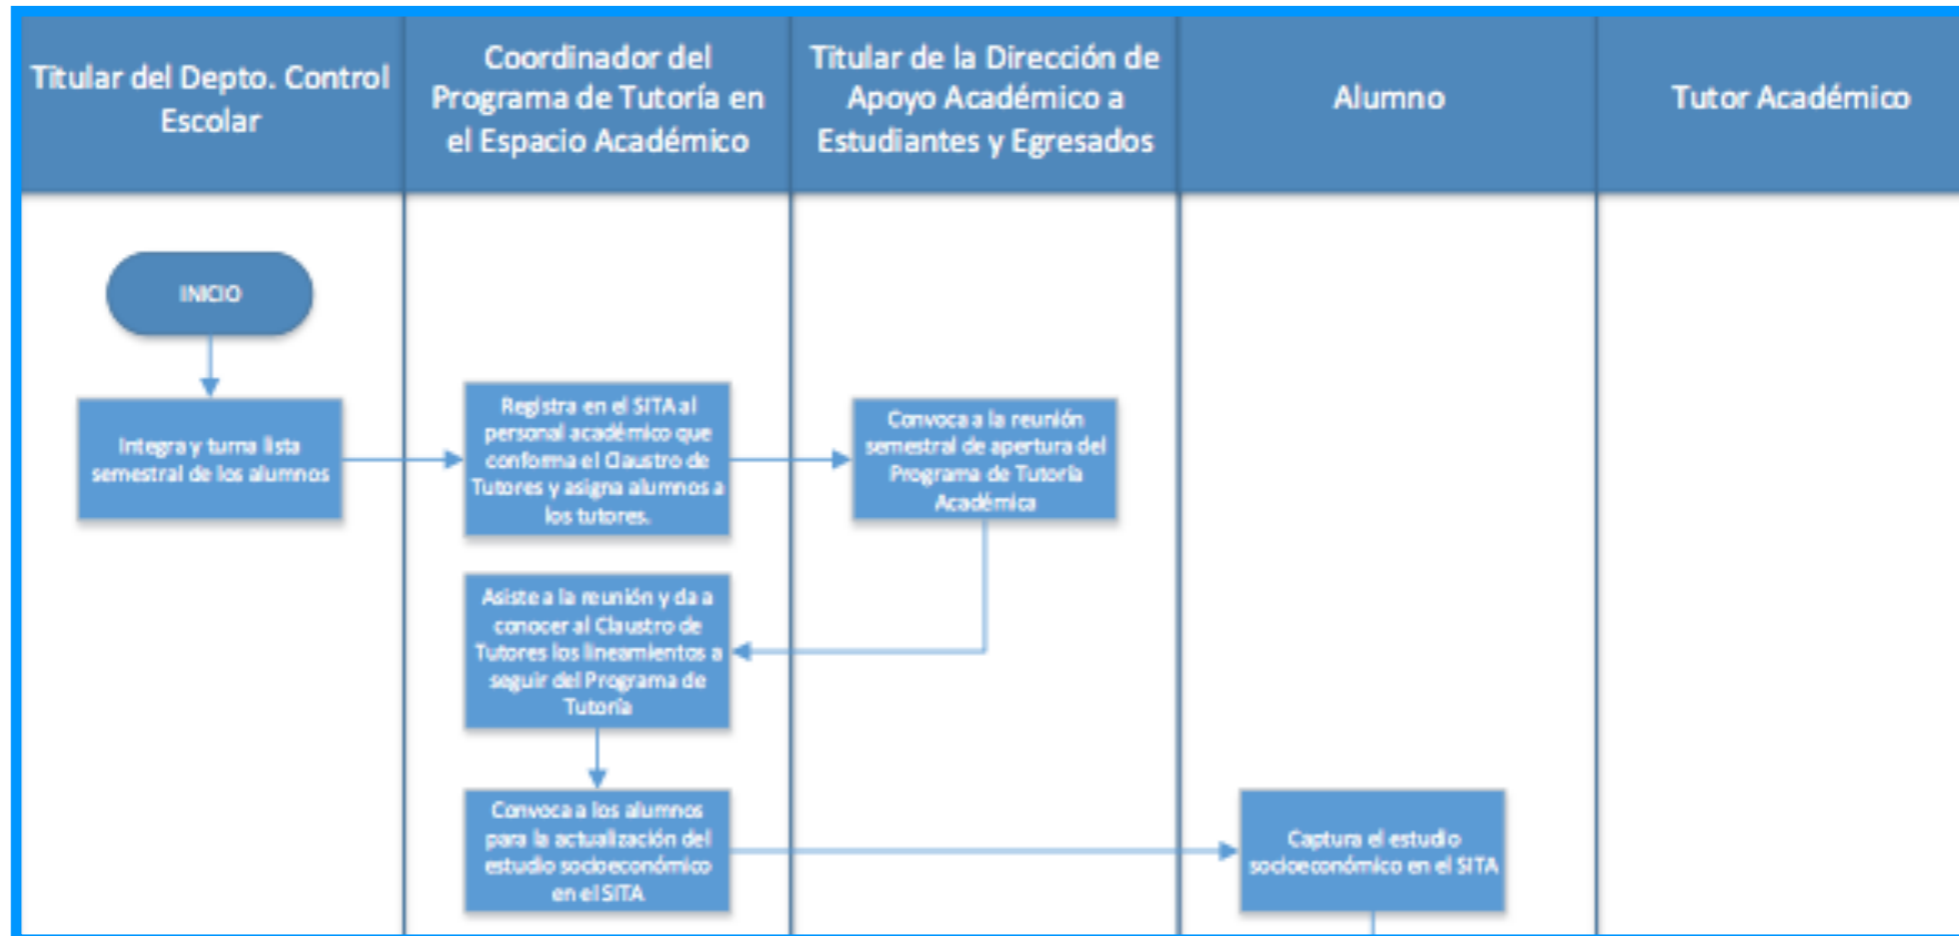 Titular del Depto. Control
Escolar
Coordinador del
Programa de Tutoría en
el Espacio Académico
Titular de la Dirección de
Apoyo Académico a
Estudiantes y Egresados
Alumno
Tutor Académico
INICIO
Integra y turna lista
semestral de los alumnos
Registra en el SITA al
personal académico que
conforma el Claustro de
Tutores y asigna alumnos a
los tutores.
Convoca a la reunión
semestral de apertura del
Programa de Tutoría
Académica
Asiste a la reunión y da a
conocer al Claustro de
Tutores los lineamientos a
seguir del Programa de
Tutoría
Convoca a los alumnos
para la actualización del
estudio socioeconómico
en el SITA
Captura el estudio
socioeconómico en el SITA